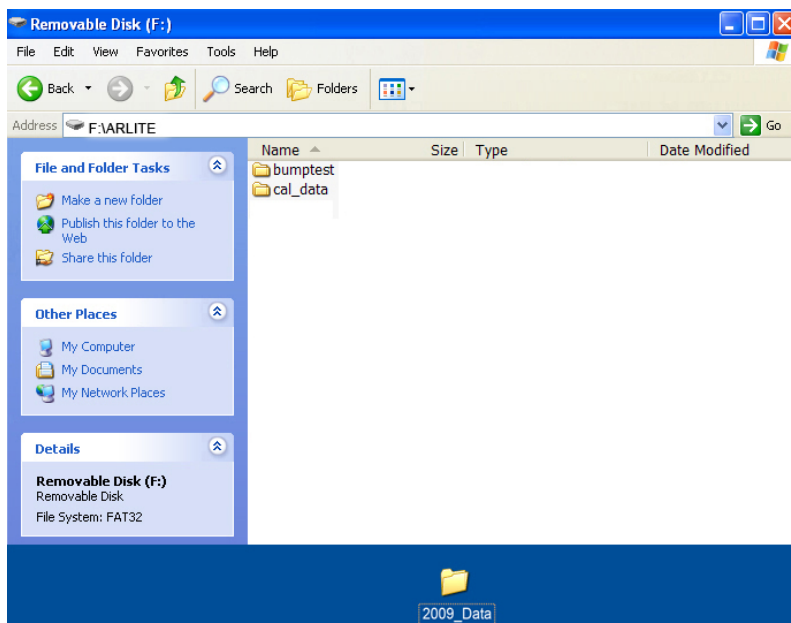 Removable Disk (F:)
File Edit View Favorites Tools Help
Back Search Folders
Address F:\ARLITE Go
Name Size Type Date Modified
File and Folder Tasks
bumptest
cal_data
Make a new folder
Publish this folder to the
Web
Share this folder
Other Places
My Computer
My Documents
My Network Places
Details
Removable Disk (F:)
Removable Disk
File System: FAT32
2009_Data